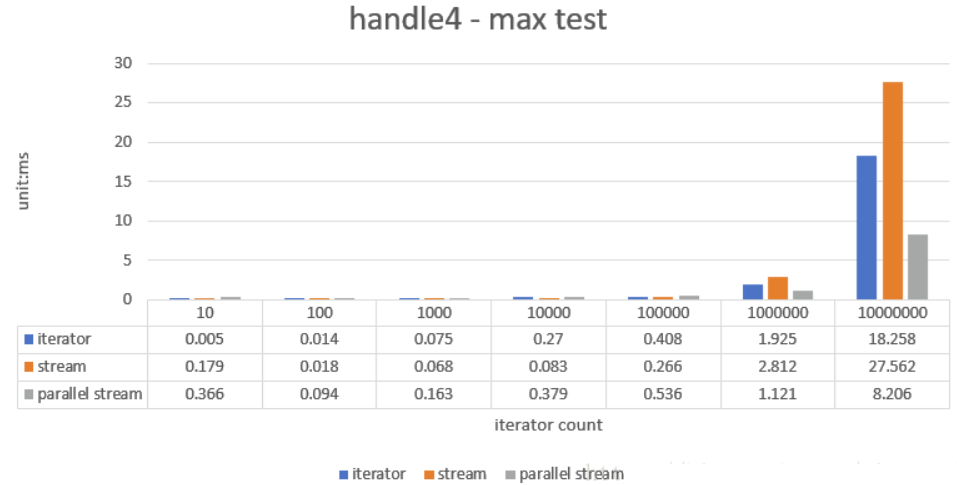 handle4 - max test
30
25
20
15
10
5
0
unit:ms
10 100 1000 10000 100000 1000000 10000000
iterator 0.005 0.014 0.075 0.27 0.408 1.925 18.258
stream 0.179 0.018 0.068 0.083 0.266 2.812 27.562
parallel stream 0.366 0.094 0.163 0.379 0.536 1.121 8.206
iterator count
iterator stream parallel stream